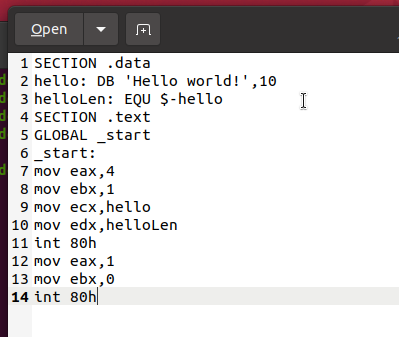 Open
1 SECTION .data
2 hello: DB 'Hello world!',10
3 helloLen: EQU $-hello
4 SECTION .text
5 GLOBAL _start
6 _start:
7 mov eax,4
8 mov ebx,1
9 mov ecx,hello
10 mov edx,helloLen
11 int 80h
12 mov eax,1
13 mov ebx,0
14 int 80h